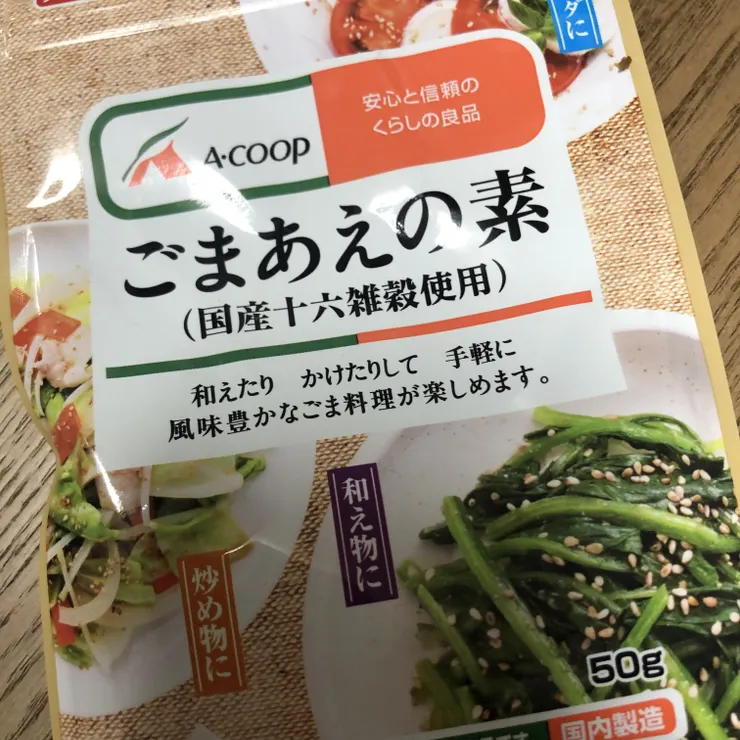 ダに
安心と信頼の
くらしの良品
A·COOP
ごまあえの素
(国産十六雑穀使用)
和えたり かけたりして 手軽に
風味豊かなごま料理が楽しめます。
和え物に
炒め物に
50g
国内製造